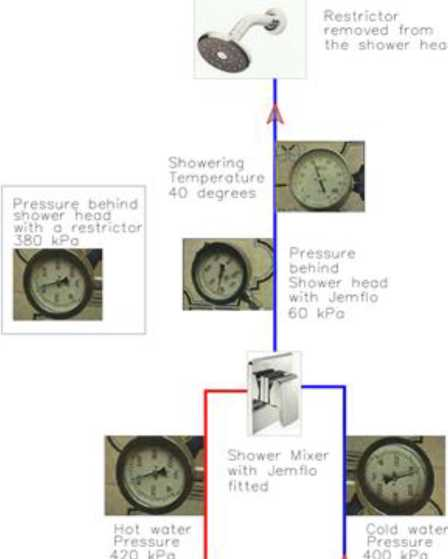 Restrictor
removed from
the shower hea
Showering
Temperature
40 degrees
Pressure behind
shower head
with a restrictor
380 kPa
Pressure
behind
Shower head
with Jemflo
60 kPa
Shower Mixer
with Jemflo
fitted
Hot water
Pressure
420 kPa
Cold water
Pressure
400 kPa